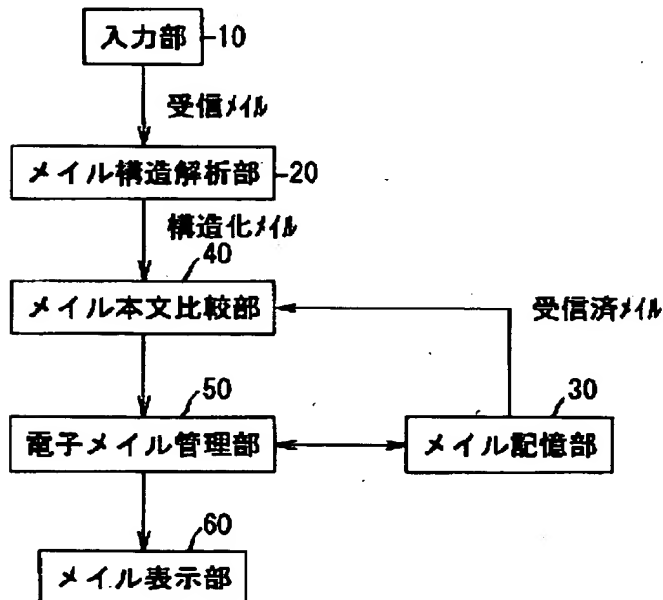 入力部 10
受信メイル
メイル構造解析部 20
構造化メイル
40
メイル本文比較部
受信済メイル
50
30
電子メイル管理部
メイル記憶部
60
メイル表示部